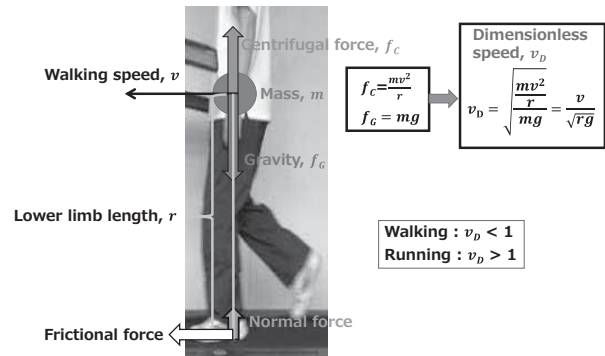 Centrifugal force, f_C
Walking speed, v
Mass, m
Gravity, f_G
Lower limb length, r
Normal force
Frictional force
f_C=mv²/r
f_G = mg
Dimensionless
speed, v_D
v_D = √((mv²/r)/mg) = v/√(rg)
Walking : v_D < 1
Running : v_D > 1